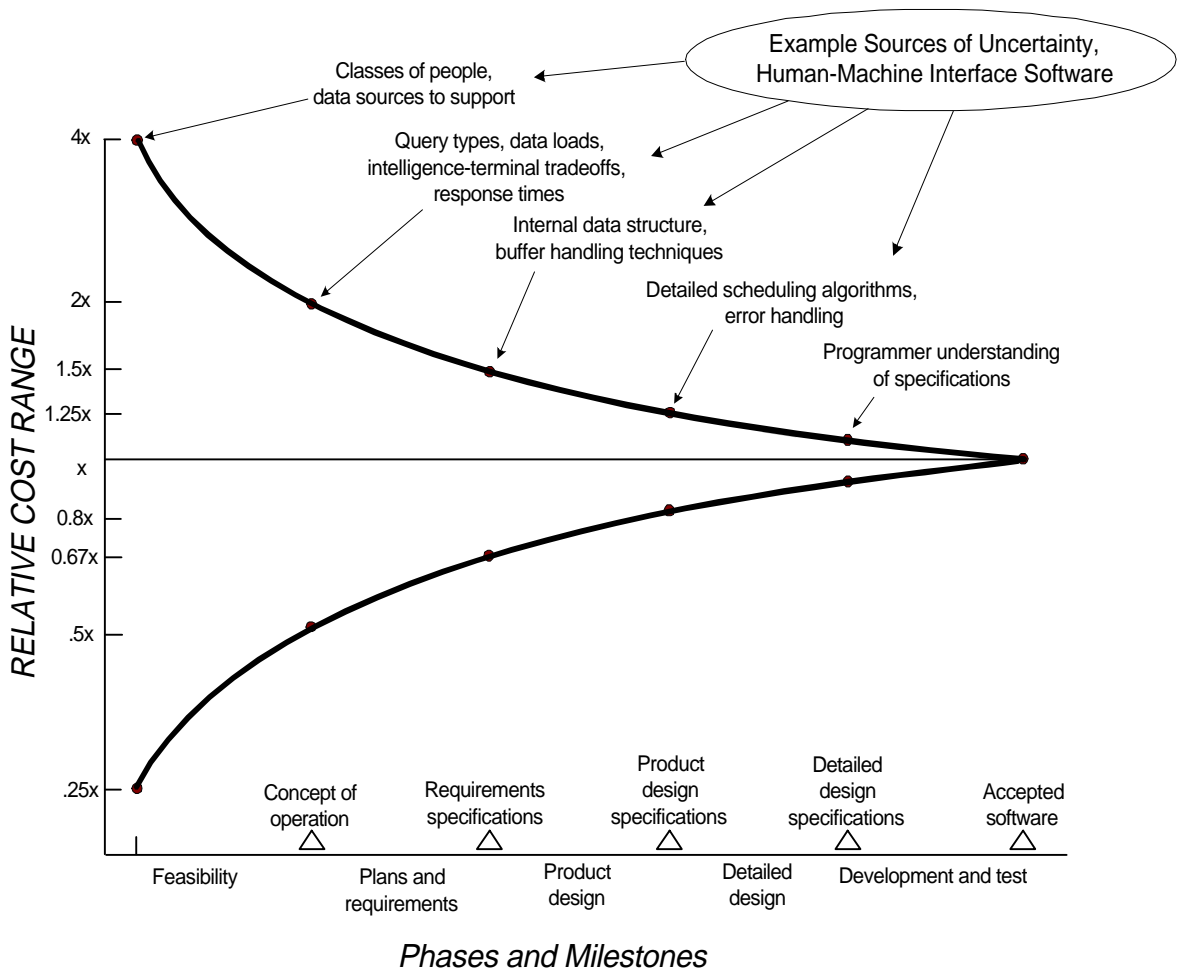 Example Sources of Uncertainty,
Human-Machine Interface Software
Classes of people,
data sources to support
Query types, data loads,
intelligence-terminal tradeoffs,
response times
Internal data structure,
buffer handling techniques
Detailed scheduling algorithms,
error handling
Programmer understanding
of specifications
RELATIVE COST RANGE
4x
2x
1.5x
1.25x
x
0.8x
0.67x
.5x
.25x
Concept of
operation
Requirements
specifications
Product
design
specifications
Detailed
design
specifications
Accepted
software
Feasibility
Plans and
requirements
Product
design
Detailed
design
Development and test
Phases and Milestones